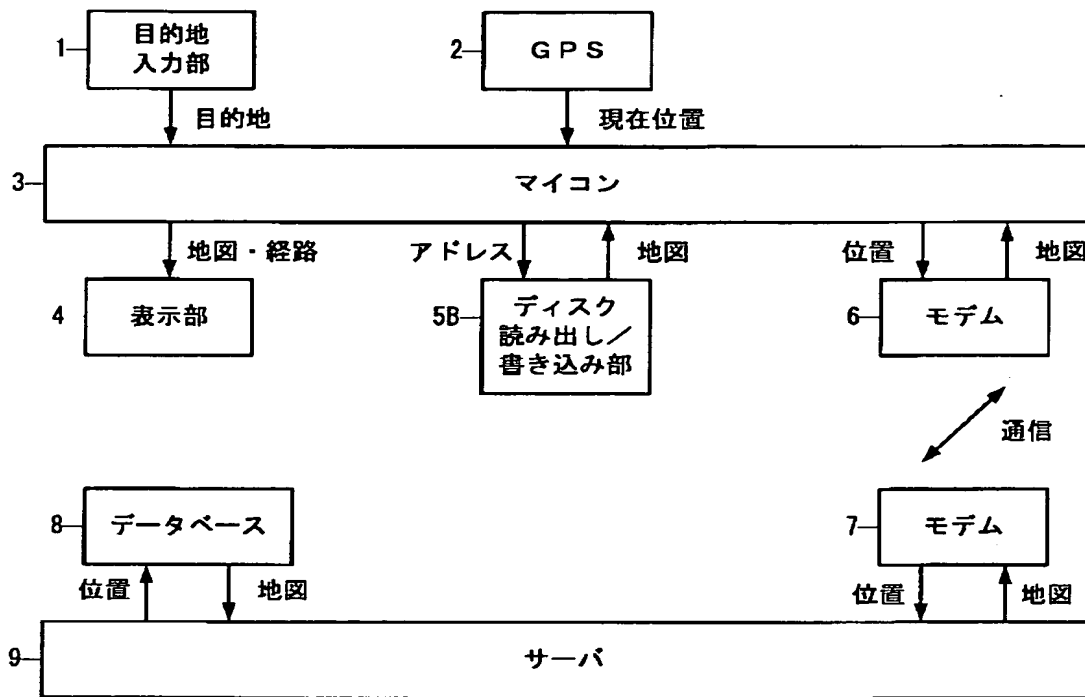 1
目的地
入力部
2
ＧＰＳ
目的地
現在位置
3
マイコン
地図・経路
アドレス
地図
位置
地図
4
表示部
5B
ディスク
読み出し／
書き込み部
6
モデム
通信
8
データベース
7
モデム
位置
地図
位置
地図
9
サーバ